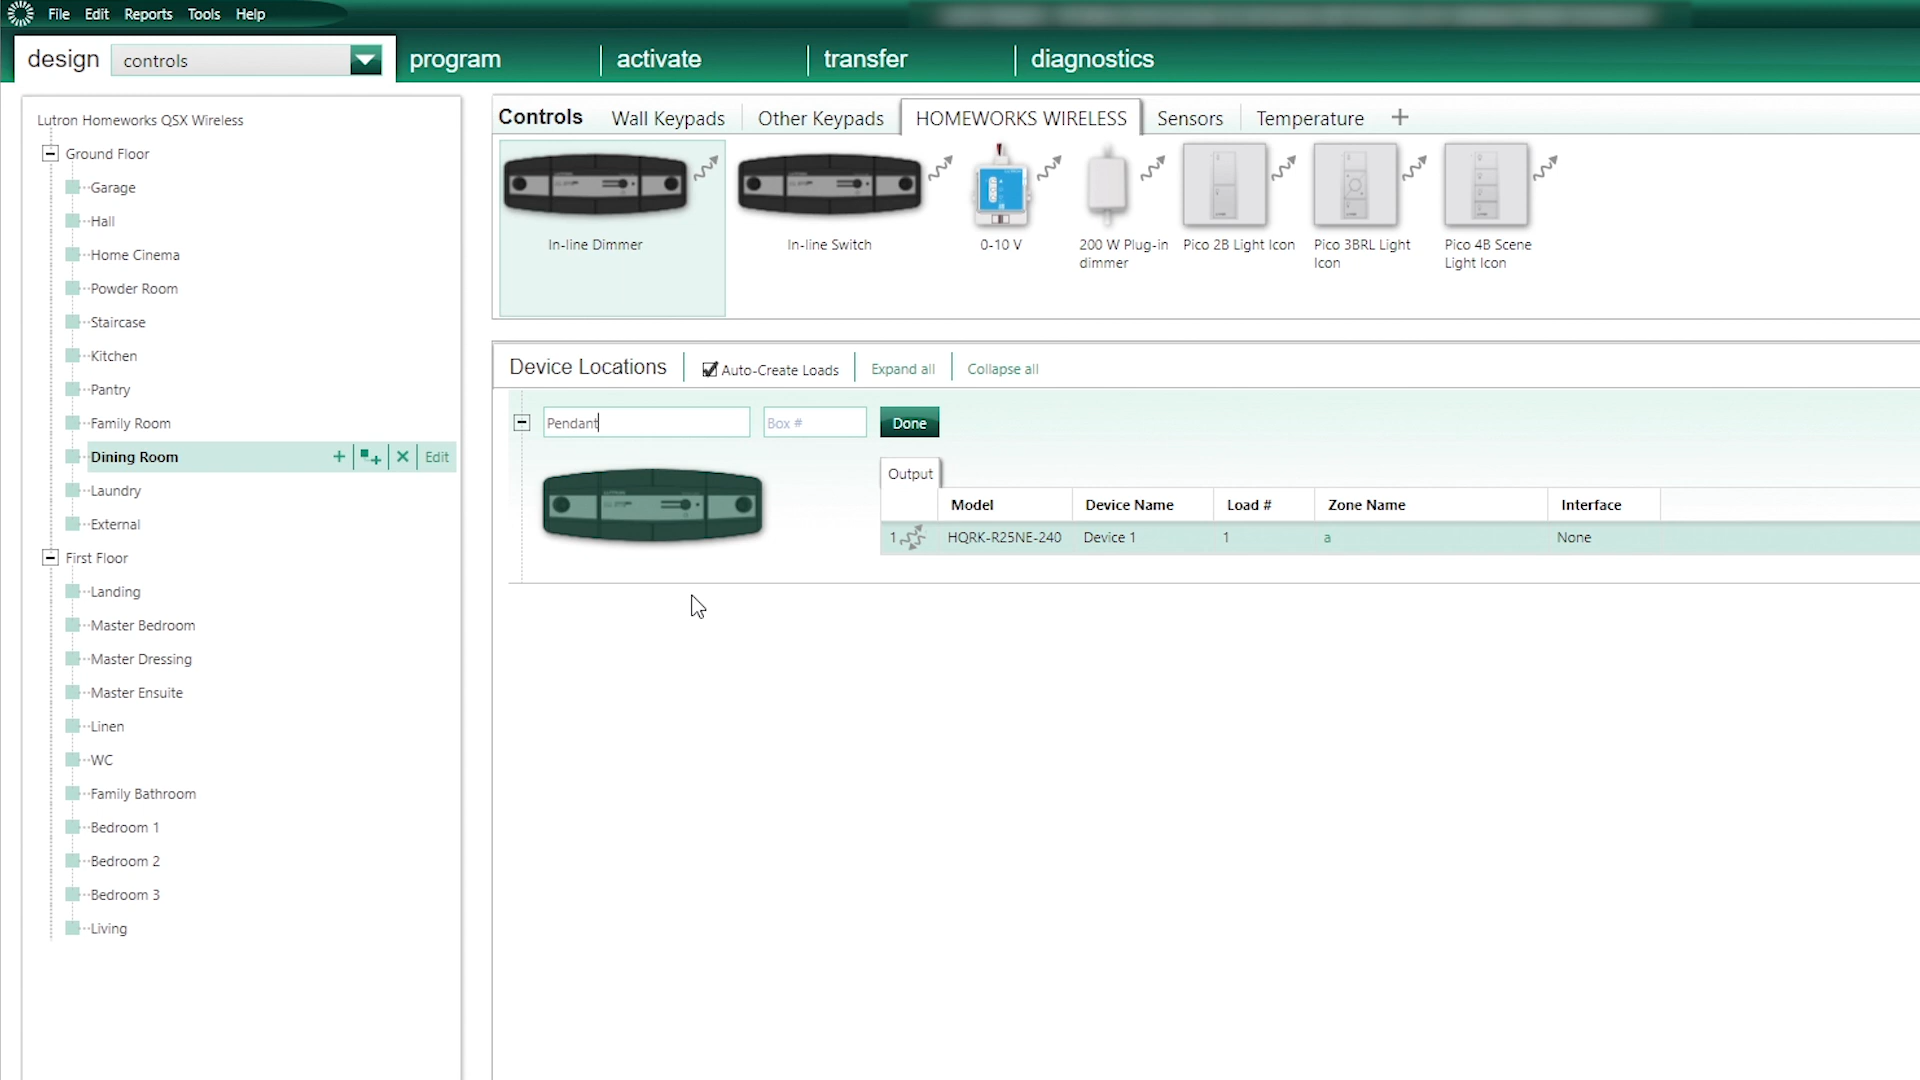 File Edit Reports Tools Help
design controls program activate transfer diagnostics
Lutron Homeworks QSX Wireless
Ground Floor
Garage
Hall
Home Cinema
Powder Room
Staircase
Kitchen
Pantry
Family Room
Dining Room Edit
Laundry
External
First Floor
Landing
Master Bedroom
Master Dressing
Master Ensuite
Linen
WC
Family Bathroom
Bedroom 1
Bedroom 2
Bedroom 3
Living
Controls Wall Keypads Other Keypads HOMEWORKS WIRELESS Sensors Temperature +
In-line Dimmer
In-line Switch
0-10 V
200 W Plug-in
dimmer
Pico 2B Light Icon
Pico 3BRL Light
Icon
Pico 4B Scene
Light Icon
Device Locations Auto-Create Loads Expand all Collapse all
Pendant Box # Done
Output
Model Device Name Load # Zone Name Interface
1 HQRK-R25NE-240 Device 1 1 a None